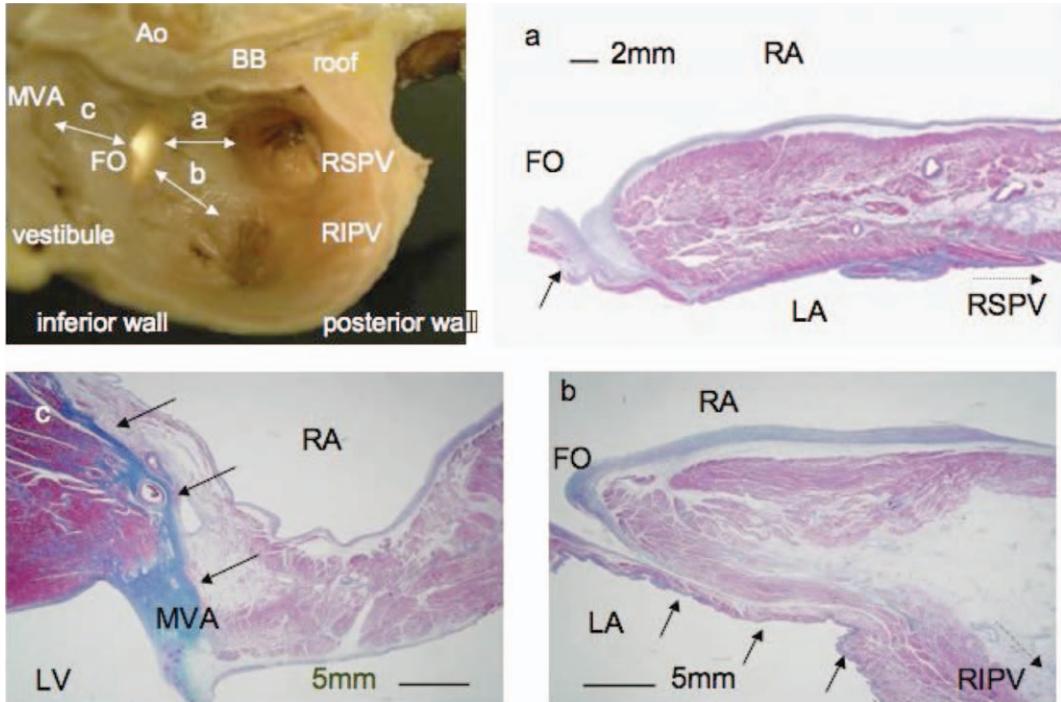 Ao
BB
roof
MVA
c
a
FO
b
RSPV
RIPV
vestibule
inferior wall
posterior wall
a
2mm
RA
FO
LA
RSPV
c
RA
MVA
LV
5mm
b
RA
FO
LA
5mm
RIPV